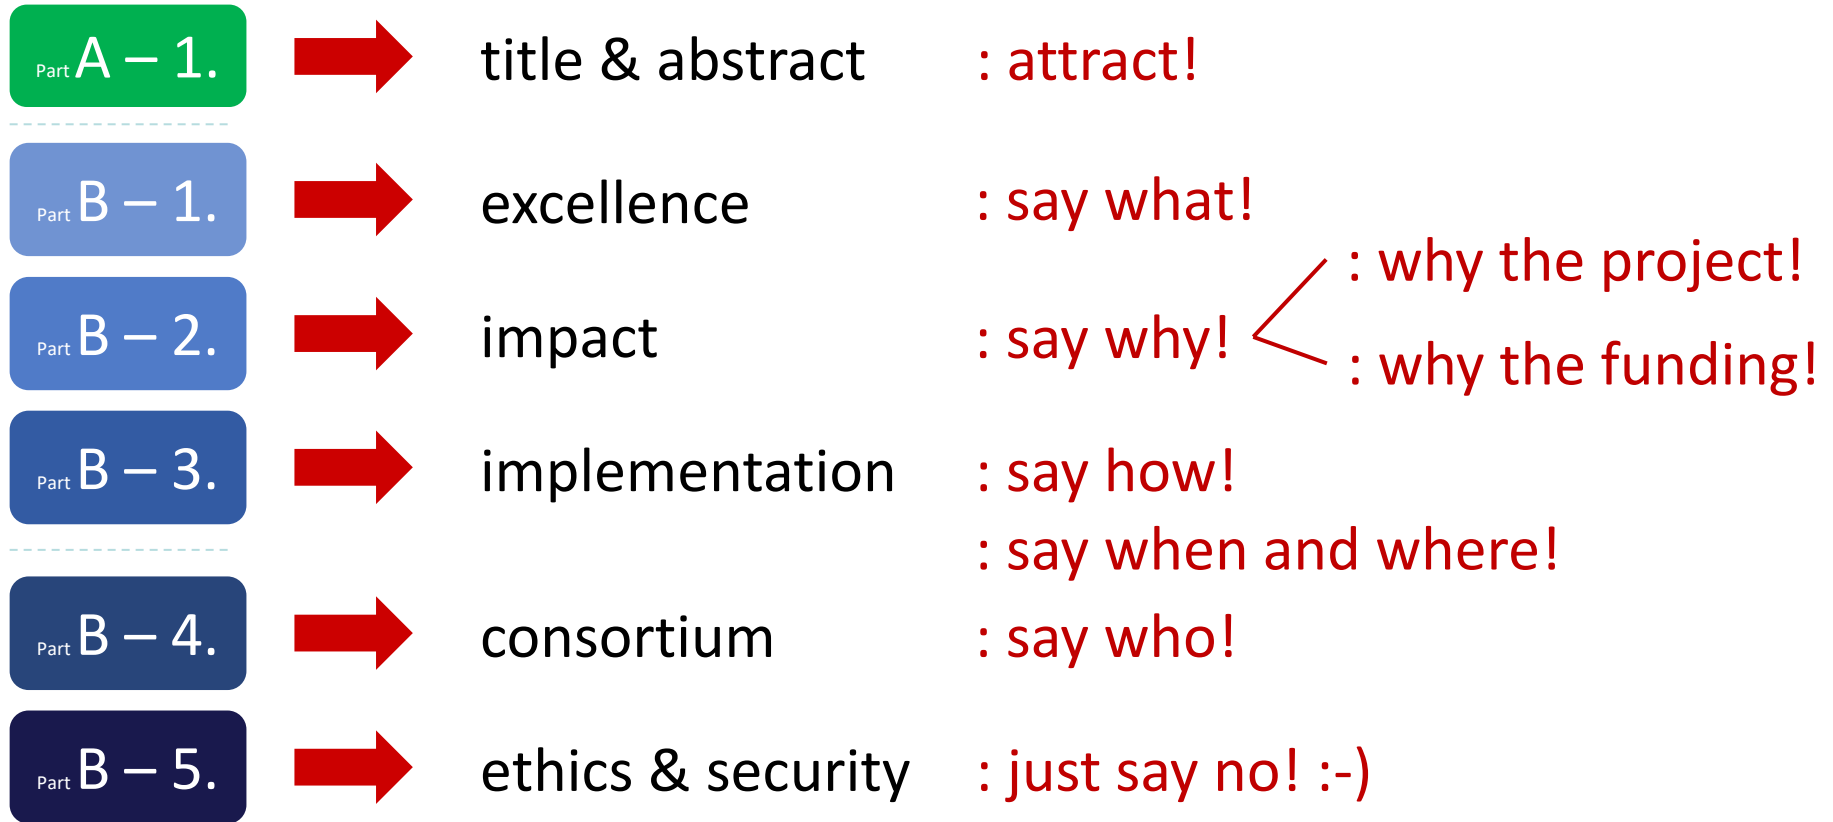 Part A – 1. title & abstract : attract!
Part B – 1. excellence : say what!
: why the project!
Part B – 2. impact : say why!
: why the funding!
Part B – 3. implementation : say how!
: say when and where!
Part B – 4. consortium : say who!
Part B – 5. ethics & security : just say no! :-)